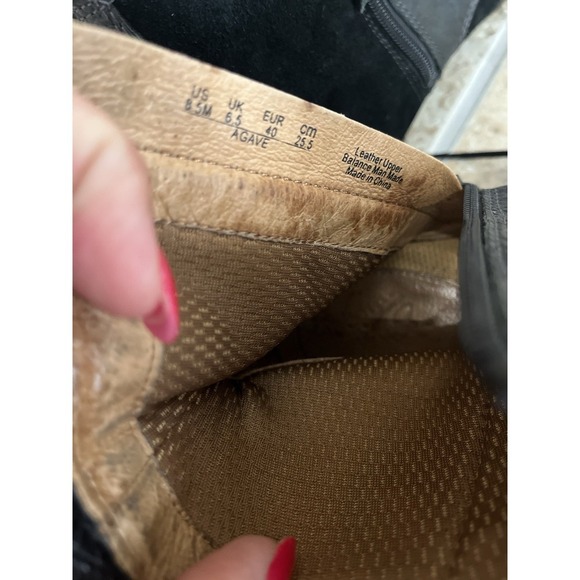 US UK EUR cm
8.5M 6.5 40 25.5
AGAVE
Leather Upper
Balance Man Made
Made in China